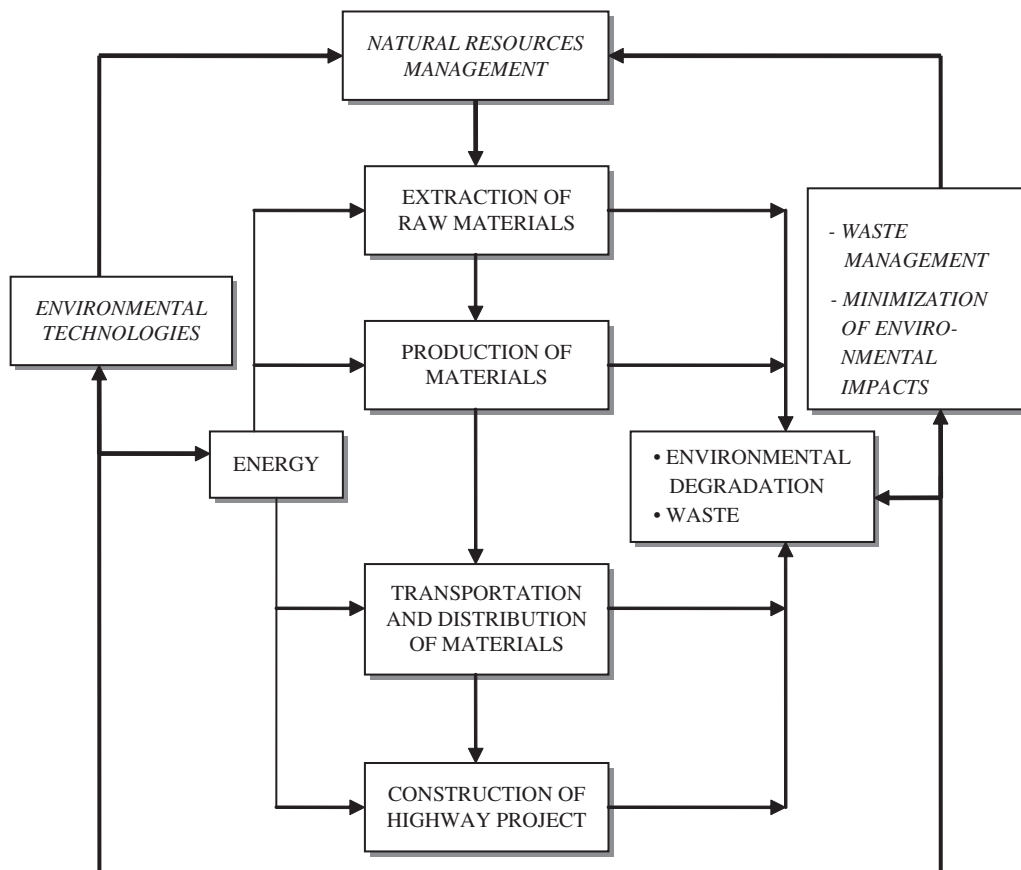 NATURAL RESOURCES
MANAGEMENT
EXTRACTION OF
RAW MATERIALS
- WASTE
MANAGEMENT
- MINIMIZATION
OF ENVIRO-
NMENTAL
IMPACTS
ENVIRONMENTAL
TECHNOLOGIES
PRODUCTION OF
MATERIALS
ENERGY
• ENVIRONMENTAL
DEGRADATION
• WASTE
TRANSPORTATION
AND DISTRIBUTION
OF MATERIALS
CONSTRUCTION OF
HIGHWAY PROJECT